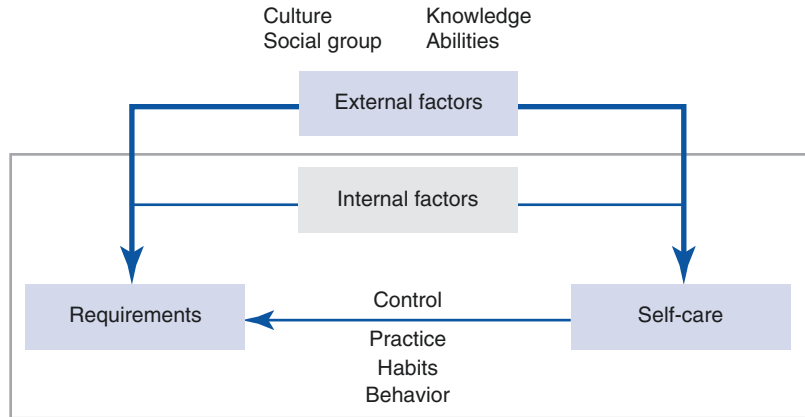 Culture
Social group
Knowledge
Abilities
External factors
Internal factors
Requirements
Control
Practice
Habits
Behavior
Self-care